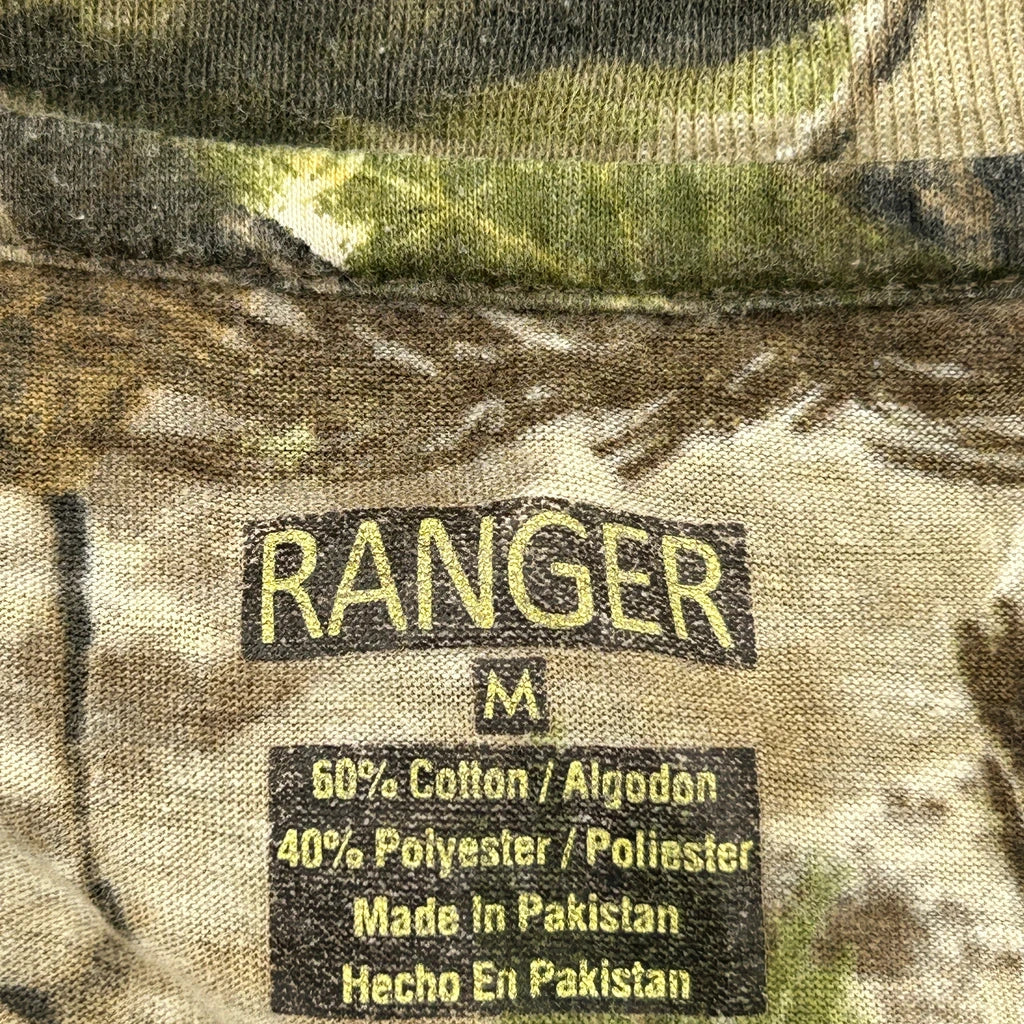 RANGER
M
60% Cotton / Algodon
40% Polyester / Poliester
Made In Pakistan
Hecho En Pakistan